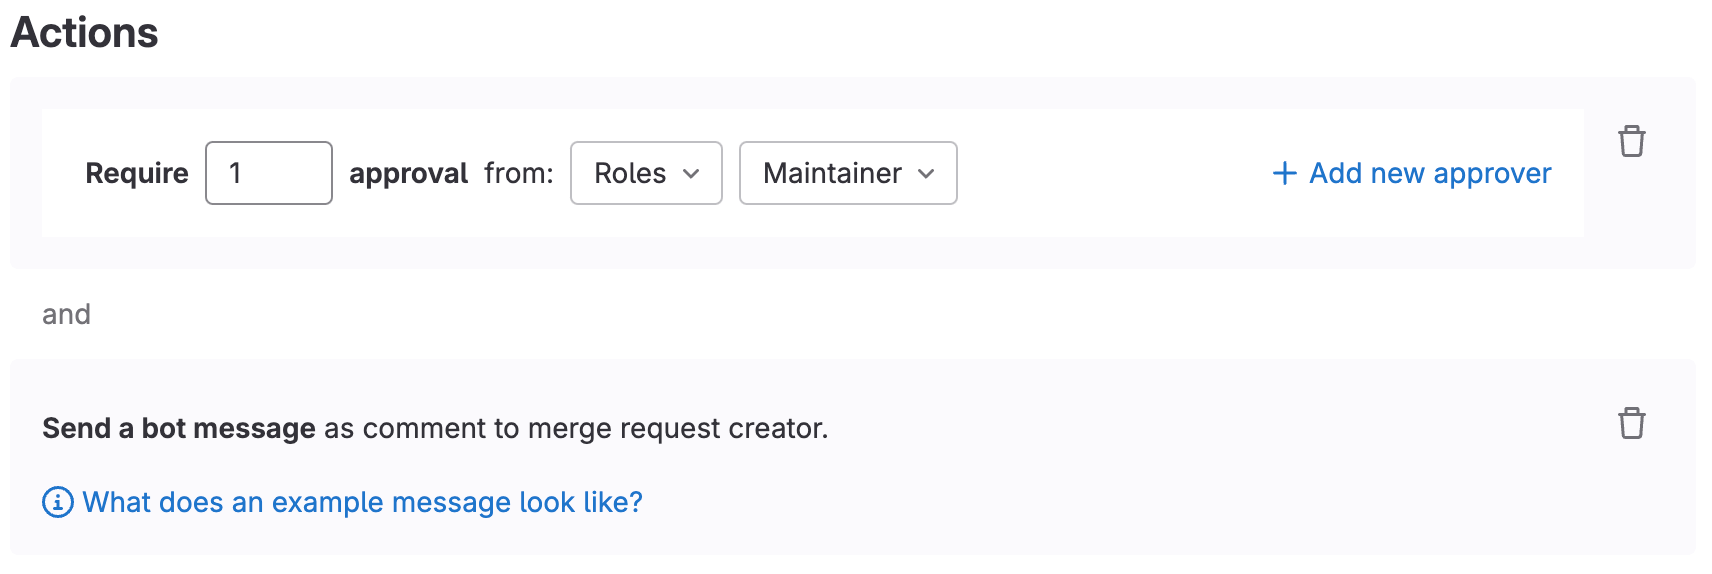 Actions
Require 1 approval from: Roles Maintainer Add new approver
and
Send a bot message as comment to merge request creator.
What does an example message look like?